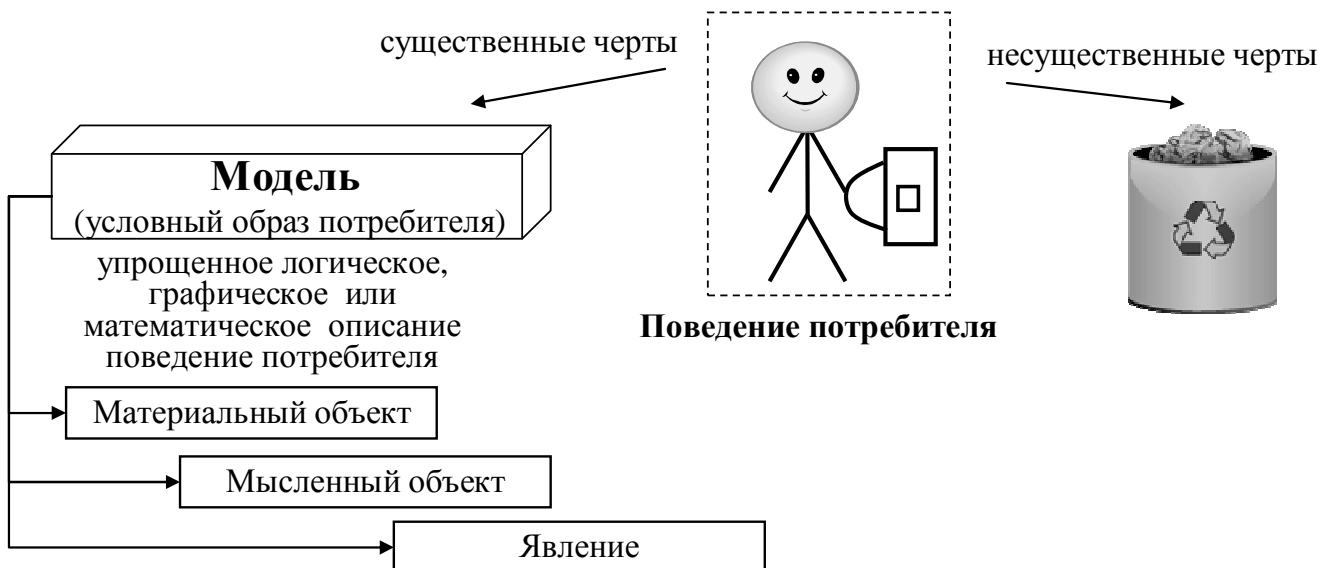 существенные черты
несущественные черты
Модель
(условный образ потребителя)
упрощенное логическое,
графическое или
математическое описание
поведение потребителя
Поведение потребителя
Материальный объект
Мысленный объект
Явление